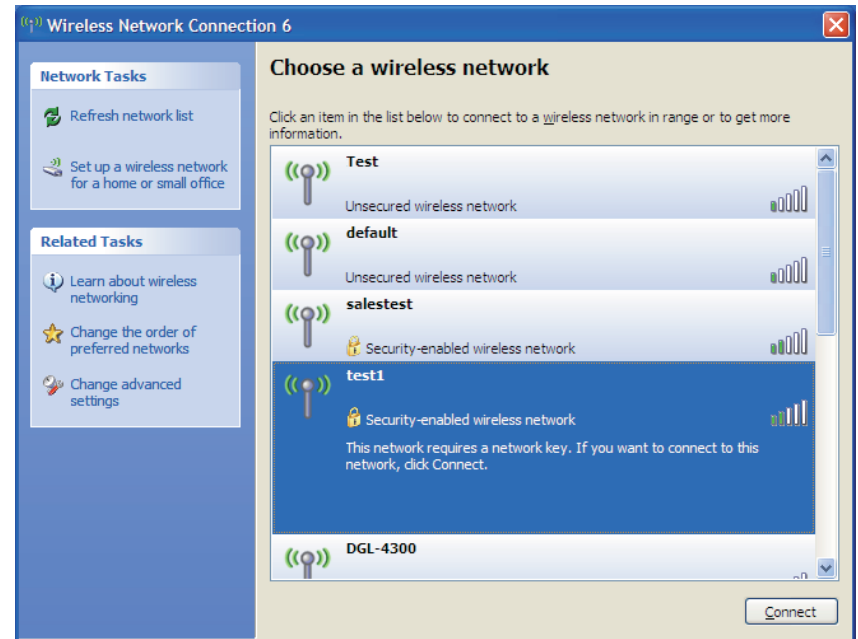 Wireless Network Connection 6
Network Tasks
Refresh network list
Set up a wireless network
for a home or small office
Related Tasks
Learn about wireless
networking
Change the order of
preferred networks
Change advanced
settings
Choose a wireless network
Click an item in the list below to connect to a wireless network in range or to get more
information.
Test
Unsecured wireless network
default
Unsecured wireless network
salestest
Security-enabled wireless network
test1
Security-enabled wireless network
This network requires a network key. If you want to connect to this
network, click Connect.
DGL-4300
Connect